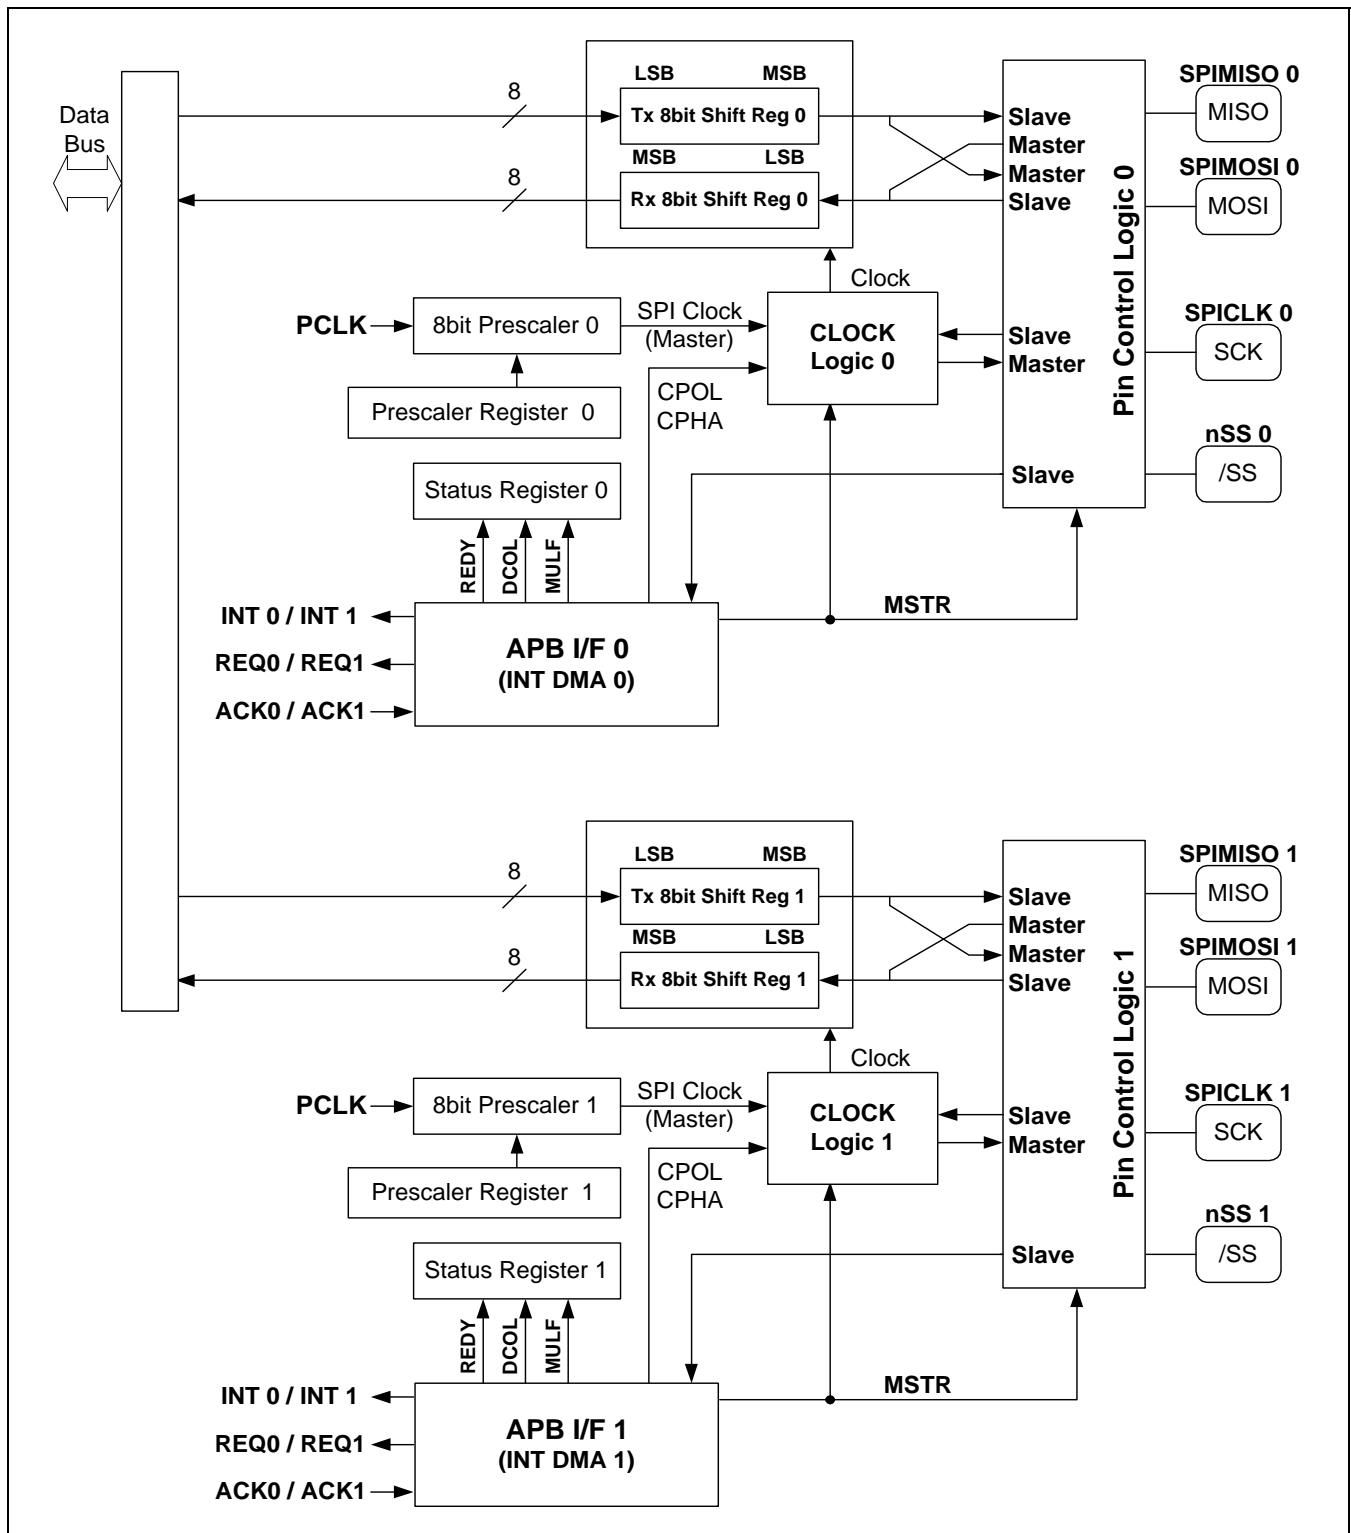 LSB MSB
SPIMISO 0
8
Data
Bus
Tx 8bit Shift Reg 0
Slave
MISO
Master
MSB LSB
SPIMOSI 0
8
Master
Rx 8bit Shift Reg 0
Slave
MOSI
Pin Control Logic 0
Clock
PCLK
8bit Prescaler 0
SPI Clock
(Master)
CLOCK
Logic 0
Slave
Master
SPICLK 0
SCK
Prescaler Register 0
CPOL
CPHA
nSS 0
Status Register 0
Slave
/SS
REDY
DCOL
MULF
INT 0 / INT 1
MSTR
REQ0 / REQ1
APB I/F 0
(INT DMA 0)
ACK0 / ACK1
LSB MSB
SPIMISO 1
8
Tx 8bit Shift Reg 1
Slave
MISO
Master
MSB LSB
SPIMOSI 1
8
Master
Rx 8bit Shift Reg 1
Slave
MOSI
Pin Control Logic 1
Clock
PCLK
8bit Prescaler 1
SPI Clock
(Master)
CLOCK
Logic 1
Slave
Master
SPICLK 1
SCK
Prescaler Register 1
CPOL
CPHA
nSS 1
Status Register 1
Slave
/SS
REDY
DCOL
MULF
INT 0 / INT 1
MSTR
REQ0 / REQ1
APB I/F 1
(INT DMA 1)
ACK0 / ACK1